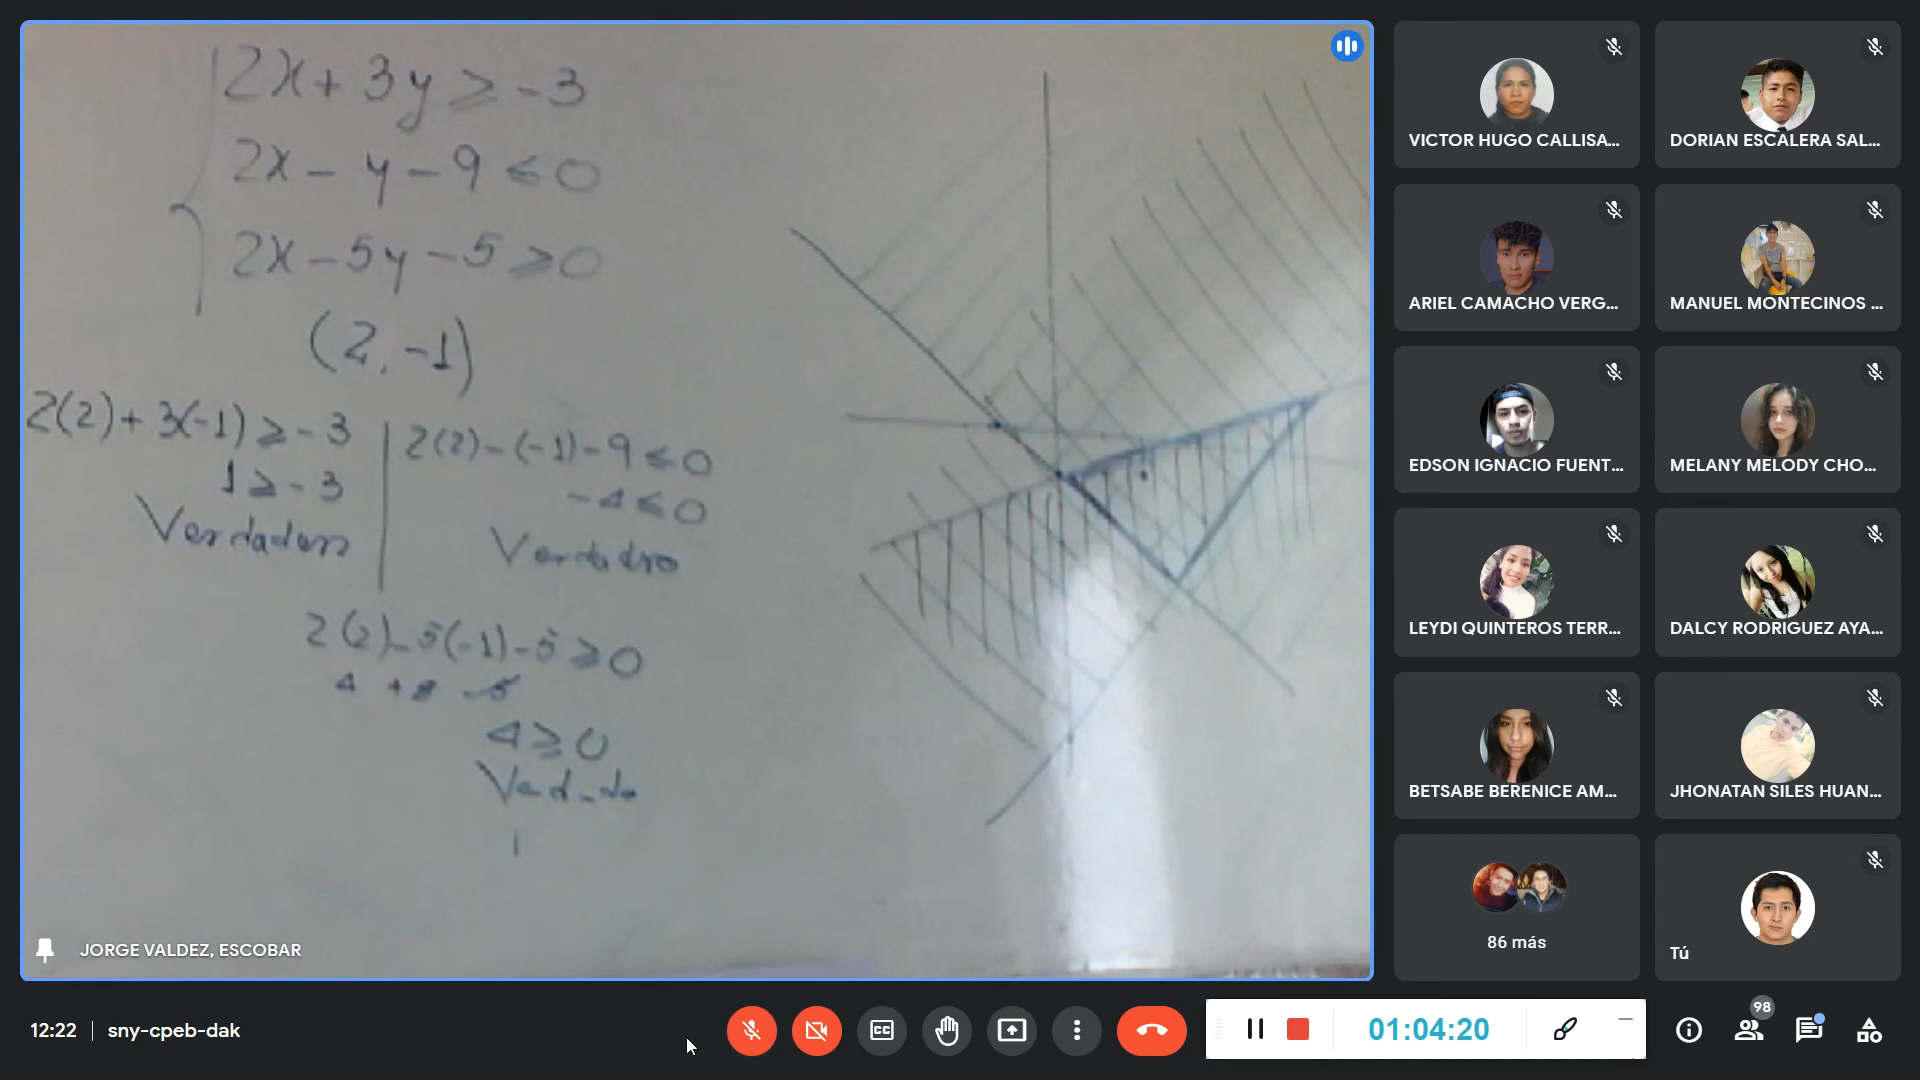 2x + 3y ≥ -3
2x - y - 9 ≤ 0
2x - 5y - 5 ≥ 0
(2, -1)
2(2) + 3(-1) ≥ -3
1 ≥ -3
Verdadero
2(2) - (-1) - 9 ≤ 0
-4 ≤ 0
2(2) - 5(-1) - 5 ≥ 0
4 ≥ 0
JORGE VALDEZ, ESCOBAR
VICTOR HUGO CALLISA...
DORIAN ESCALERA SAL...
ARIEL CAMACHO VERG...
MANUEL MONTECINOS ...
EDSON IGNACIO FUENT...
MELANY MELODY CHO...
LEYDI QUINTEROS TERR...
DALCY RODRIGUEZ AYA...
BETSABE BERENICE AM...
JHONATAN SILES HUAN...
86 más
Tú
12:22 | sny-cpeb-dak
CC
01:04:20
98